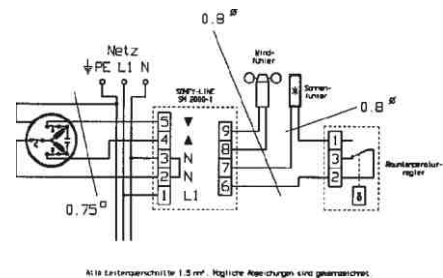 0.8 ø
Netz
PE L1 N
SOMFY-LINE
SM 2000-1
Wind-
fühler
Sonnen-
fühler
0.8 ø
5 ▼
4 ▲
3 N
2 N
1 L1
9
8
7
6
1
3
2
Raumtemperatur-
regler
0.75
Alle Leiterquerschnitte 1.5 mm². Mögliche Abweichungen sind gekennzeichnet